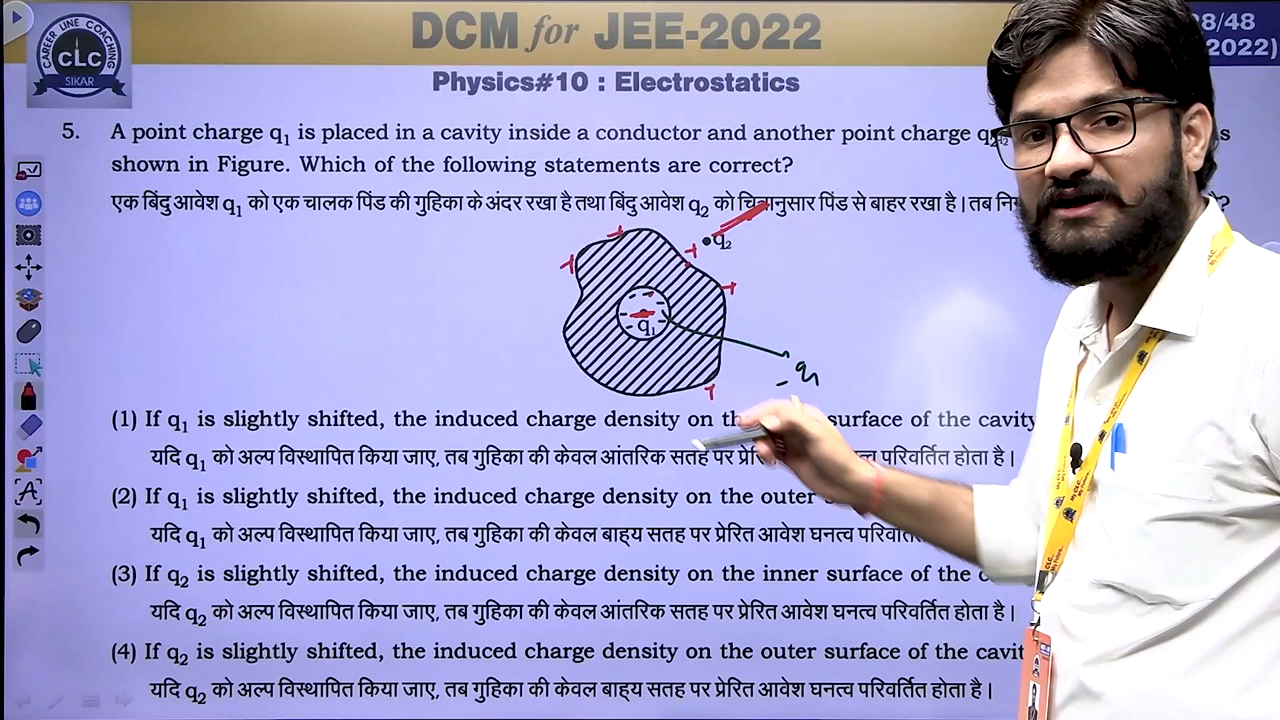 CAREER LINE COACHING
CLC
SIKAR
DCM for JEE-2022
8/48
2022)
Physics#10 : Electrostatics
5. A point charge q₁ is placed in a cavity inside a conductor and another point charge q₂
shown in Figure. Which of the following statements are correct?
एक बिंदु आवेश q₁ को एक चालक पिंड की गुहिका के अंदर रखा है तथा बिंदु आवेश q₂ को चित्रानुसार पिंड से बाहर रखा है। तब
q₂
q₁
- q₁
(1) If q₁ is slightly shifted, the induced charge density on surface of the cavity
यदि q₁ को अल्प विस्थापित किया जाए, तब गुहिका की केवल आंतरिक सतह पर परिवर्तित होता है।
(2) If q₁ is slightly shifted, the induced charge density on the outer
यदि q₁ को अल्प विस्थापित किया जाए, तब गुहिका की केवल बाह्य सतह पर प्रेरित आवेश घनत्व
(3) If q₂ is slightly shifted, the induced charge density on the inner surface of the
यदि q₂ को अल्प विस्थापित किया जाए, तब गुहिका की केवल आंतरिक सतह पर प्रेरित आवेश घनत्व परिवर्तित होता है।
(4) If q₂ is slightly shifted, the induced charge density on the outer surface of the
यदि q₂ को अल्प विस्थापित किया जाए, तब गुहिका की केवल बाह्य सतह पर प्रेरित आवेश घनत्व परिवर्तित होता है।